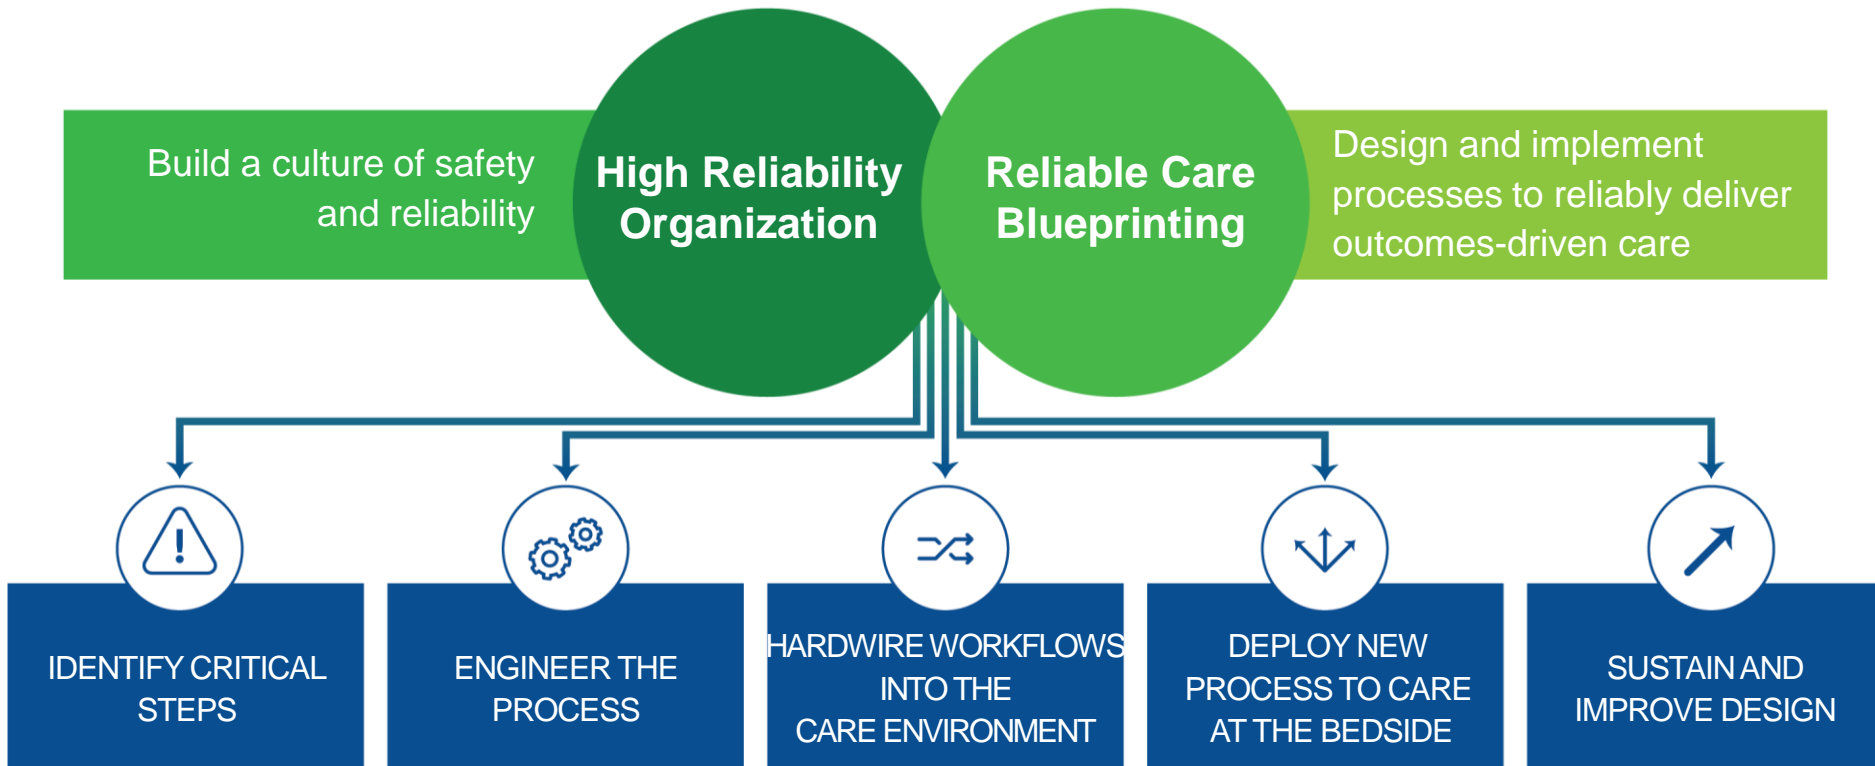 Build a culture of safety
and reliability
High Reliability
Organization
Reliable Care
Blueprinting
Design and implement
processes to reliably deliver
outcomes-driven care
IDENTIFY CRITICAL
STEPS
ENGINEER THE
PROCESS
HARDWIRE WORKFLOWS
INTO THE
CARE ENVIRONMENT
DEPLOY NEW
PROCESS TO CARE
AT THE BEDSIDE
SUSTAIN AND
IMPROVE DESIGN